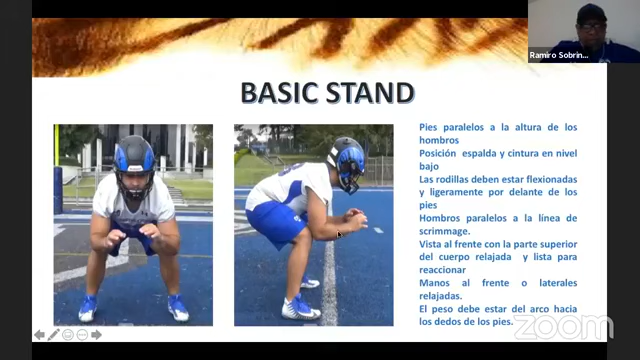 Ramiro Sobrin...
BASIC STAND
Pies paralelos a la altura de los
hombros
Posición espalda y cintura en nivel
bajo
Las rodillas deben estar flexionadas
y ligeramente por delante de los
pies
Hombros paralelos a la línea de
scrimmage.
Vista al frente con la parte superior
del cuerpo relajada y lista para
reaccionar
Manos al frente o laterales
relajadas.
El peso debe estar del arco hacia
los dedos de los pies.
zoom